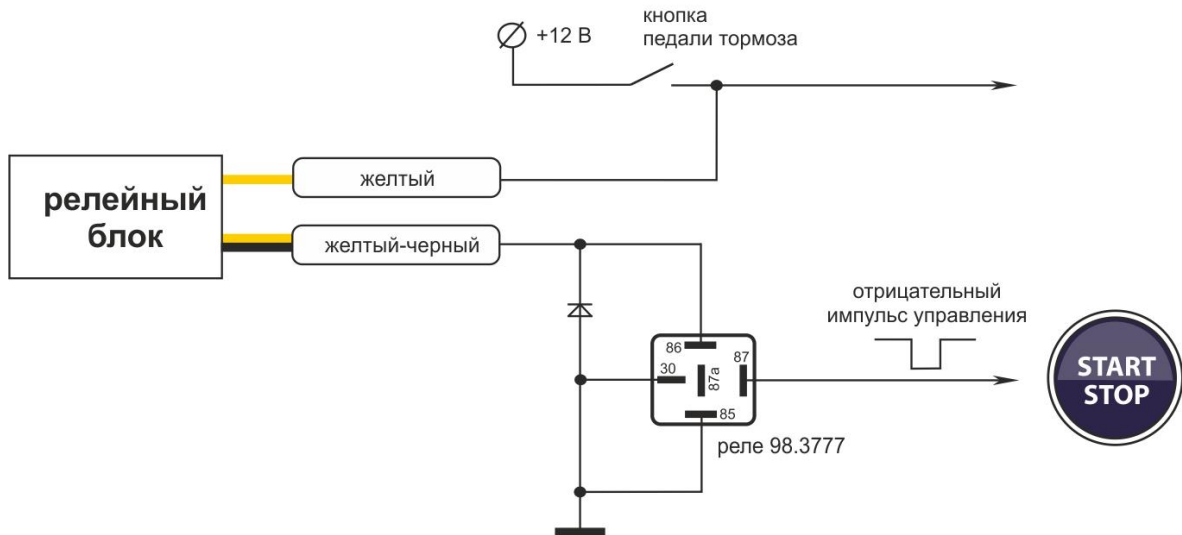 кнопка
педали тормоза
+12 В
релейный
блок
желтый
желтый-черный
отрицательный
импульс управления
86
87
30
87a
85
START
STOP
реле 98.3777